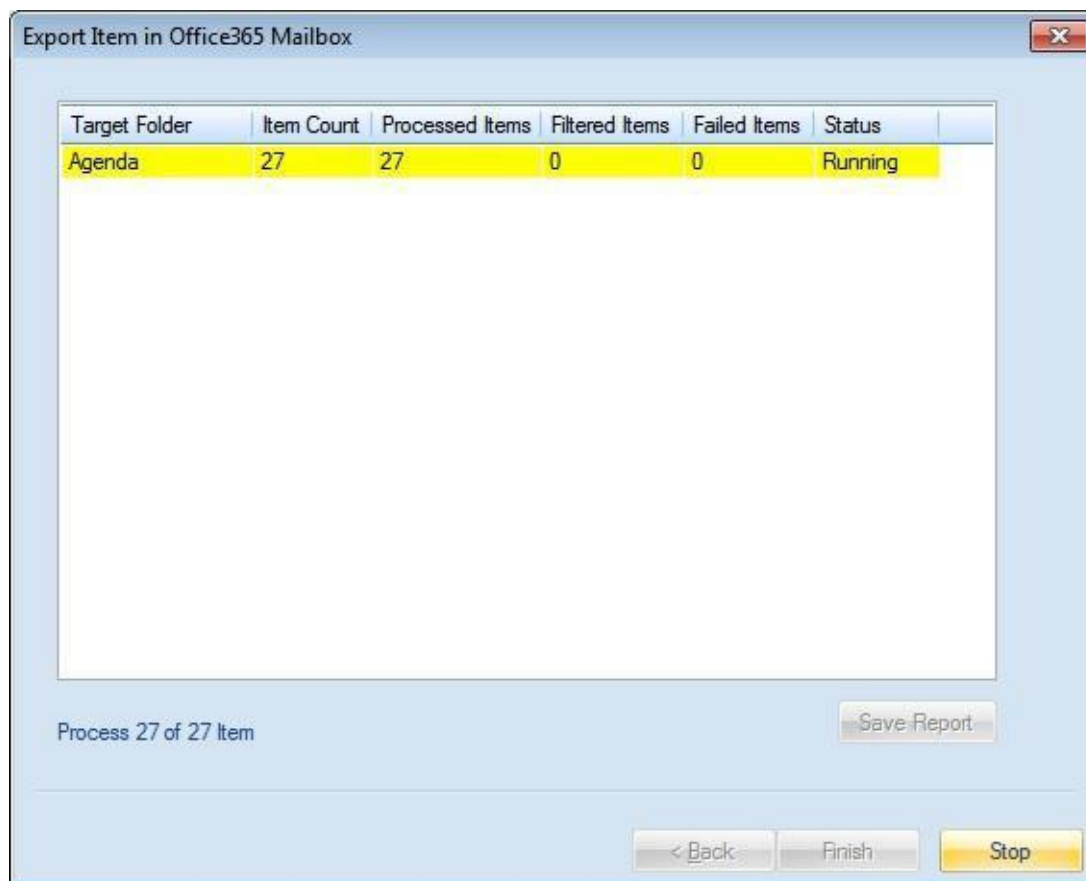 Export Item in Office365 Mailbox
Target Folder Item Count Processed Items Filtered Items Failed Items Status
Agenda 27 27 0 0 Running
Process 27 of 27 Item
Save Report
< Back Finish Stop